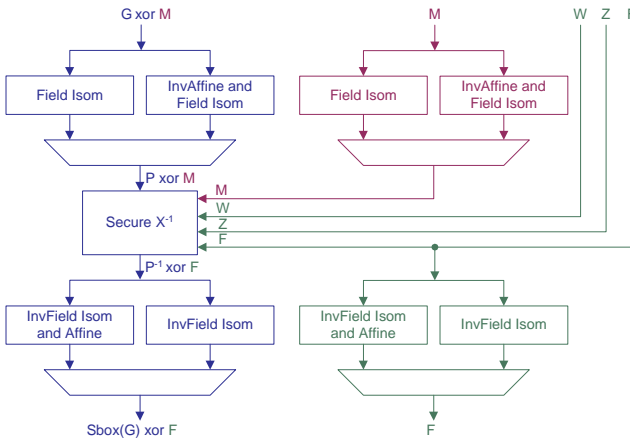 G xor M
M
W Z F
Field Isom
InvAffine and
Field Isom
Field Isom
InvAffine and
Field Isom
P xor M
M
W
Z
F
Secure X-1
P-1 xor F
InvField Isom
and Affine
InvField Isom
InvField Isom
and Affine
InvField Isom
Sbox(G) xor F
F